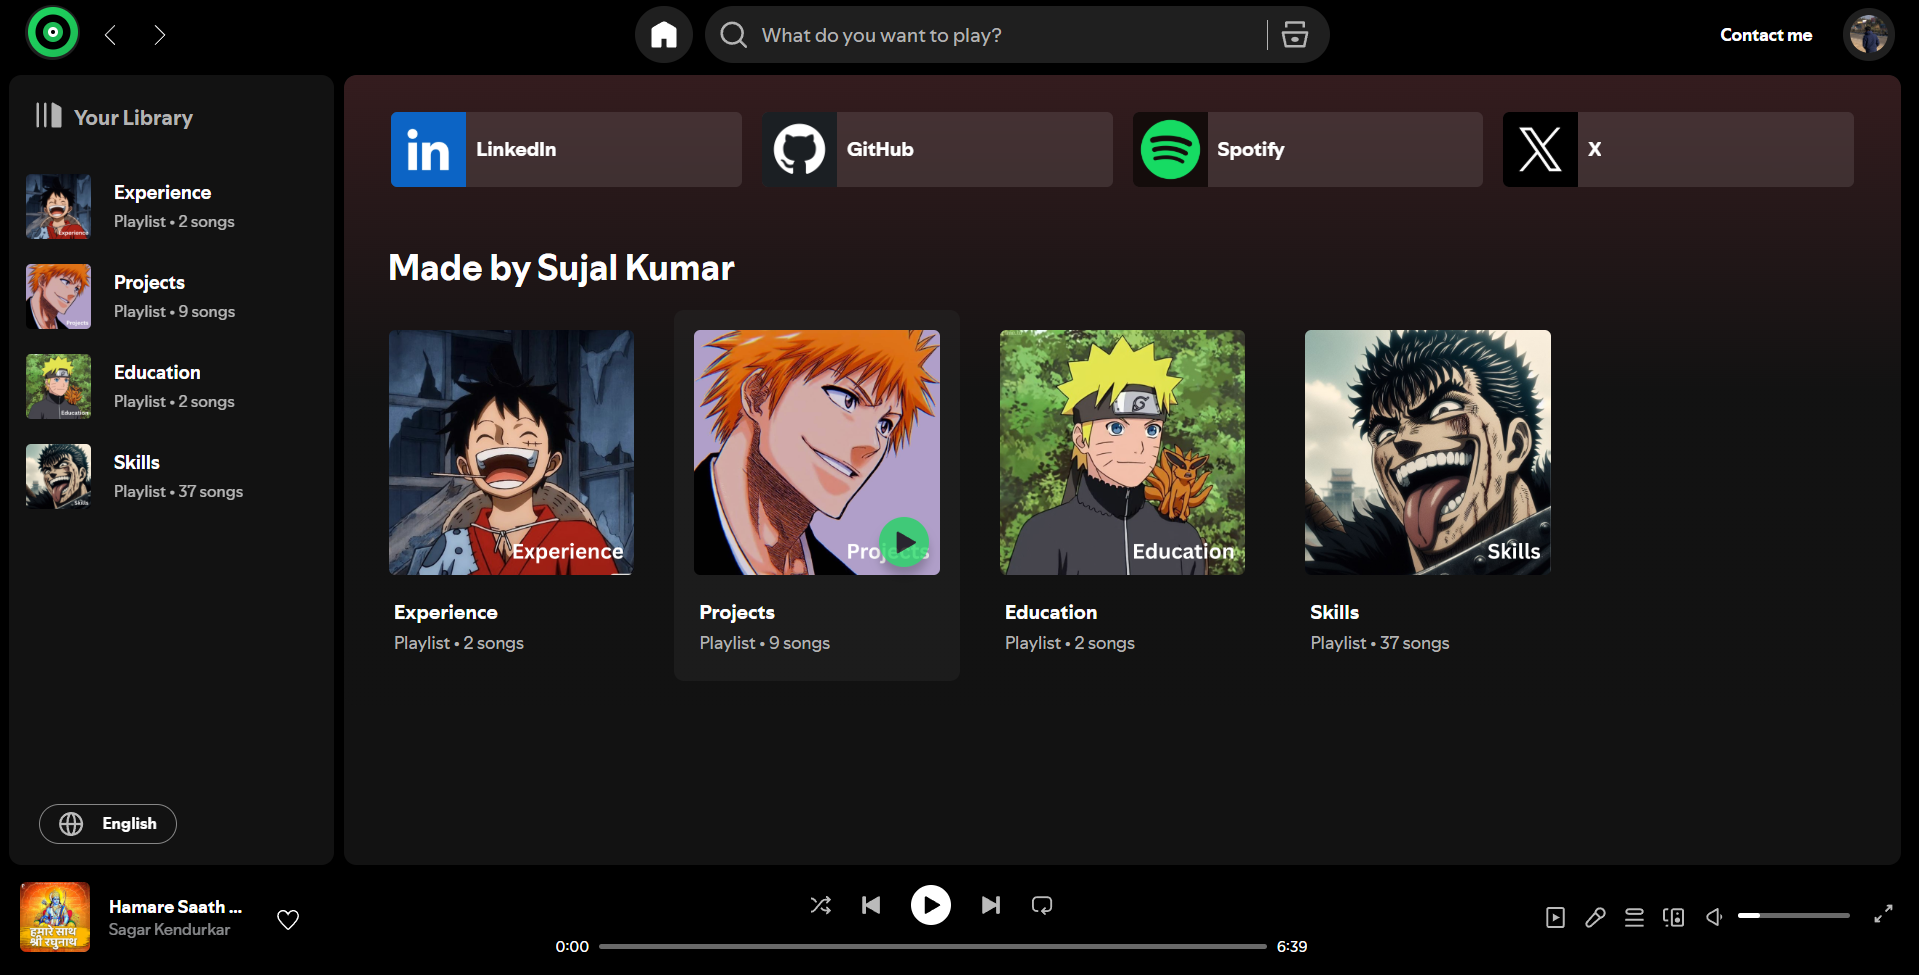 What do you want to play?
Contact me
Your Library
Experience
Playlist • 2 songs
Projects
Playlist • 9 songs
Education
Playlist • 2 songs
Skills
Playlist • 37 songs
English
in
LinkedIn
GitHub
Spotify
X
Made by Sujal Kumar
Experience
Education
Skills
Experience
Playlist • 2 songs
Projects
Playlist • 9 songs
Education
Playlist • 2 songs
Skills
Playlist • 37 songs
हमारे साथ
श्री रघुनाथ
Hamare Saath ...
Sagar Kendurkar
0:00
6:39